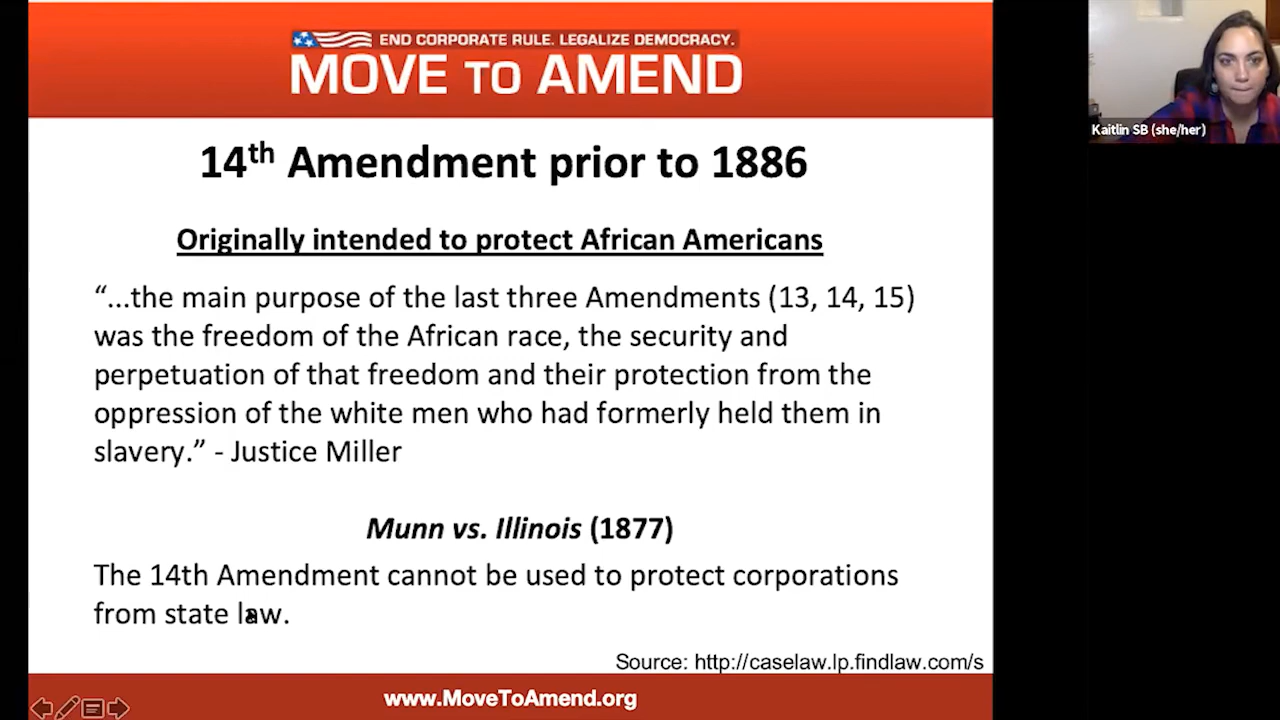 END CORPORATE RULE. LEGALIZE DEMOCRACY.
MOVE TO AMEND
Kaitlin SB (she/her)
14th Amendment prior to 1886
Originally intended to protect African Americans
“...the main purpose of the last three Amendments (13, 14, 15)
was the freedom of the African race, the security and
perpetuation of that freedom and their protection from the
oppression of the white men who had formerly held them in
slavery.” - Justice Miller
Munn vs. Illinois (1877)
The 14th Amendment cannot be used to protect corporations
from state law.
Source: http://caselaw.lp.findlaw.com/s
www.MoveToAmend.org